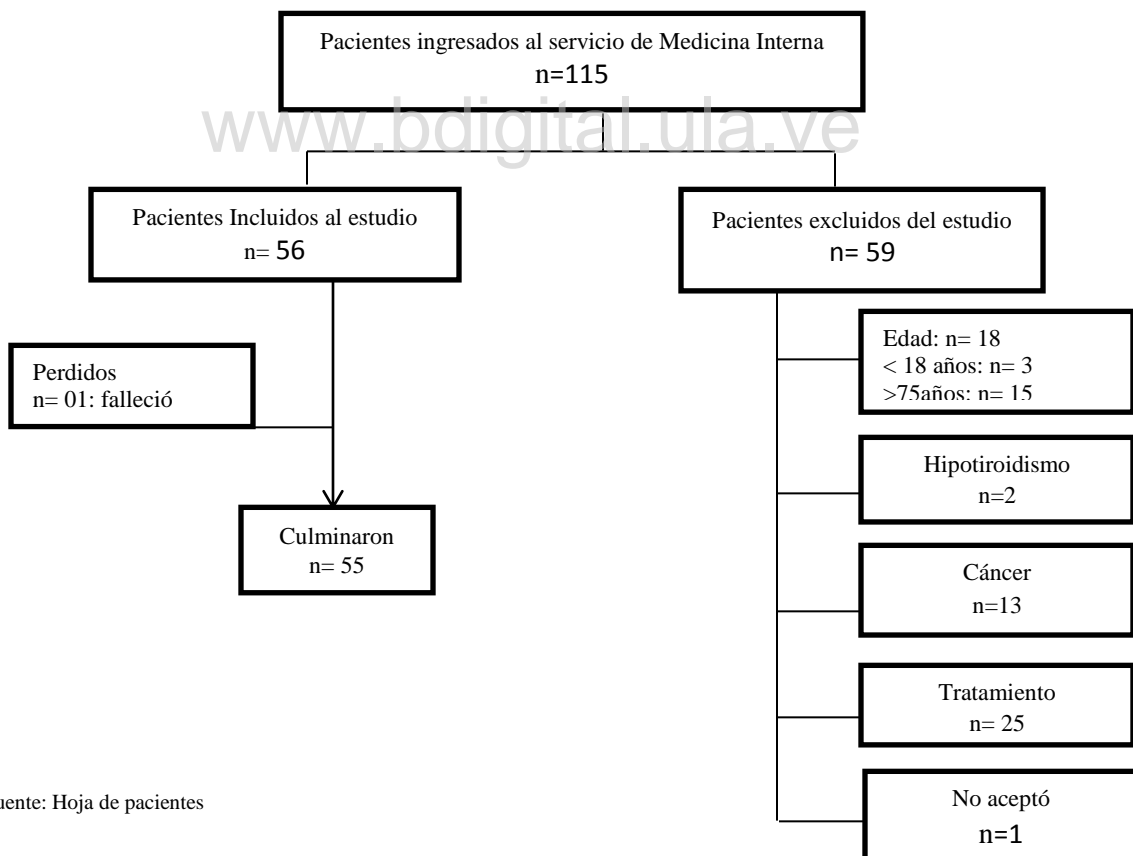 Pacientes ingresados al servicio de Medicina Interna
n=115
www.bdigital.ula.ve
Pacientes Incluidos al estudio
n= 56
Pacientes excluidos del estudio
n= 59
Perdidos
n= 01: falleció
Culminaron
n= 55
Edad: n= 18
< 18 años: n= 3
>75años: n= 15
Hipotiroidismo
n=2
Cáncer
n=13
Tratamiento
n= 25
No aceptó
n=1
uente: Hoja de pacientes